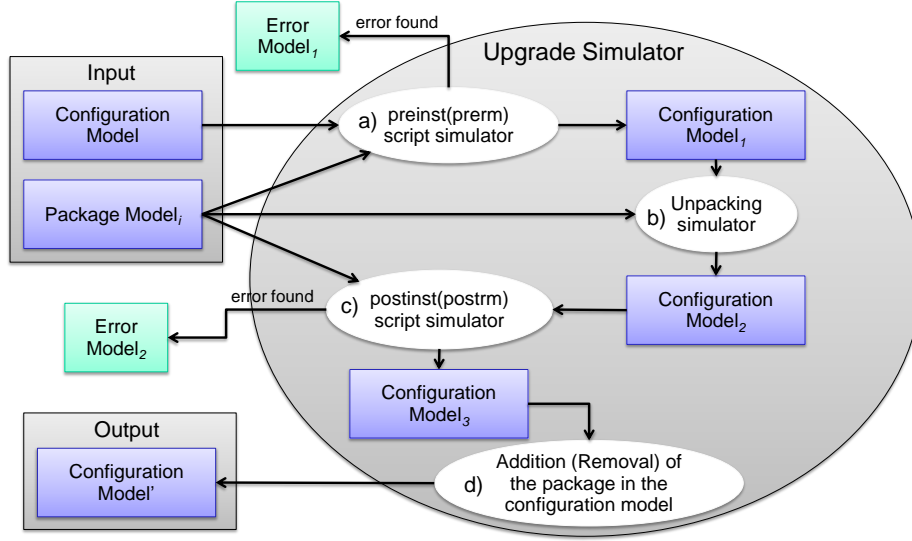 Error
Model1
error found
Upgrade Simulator
Input
Configuration
Model
a) preinst(prerm)
script simulator
Configuration
Model1
Package Modeli
b) Unpacking
simulator
error found
c) postinst(postrm)
script simulator
Configuration
Model2
Error
Model2
Configuration
Model3
Output
Configuration
Model'
d) Addition (Removal) of
the package in the
configuration model